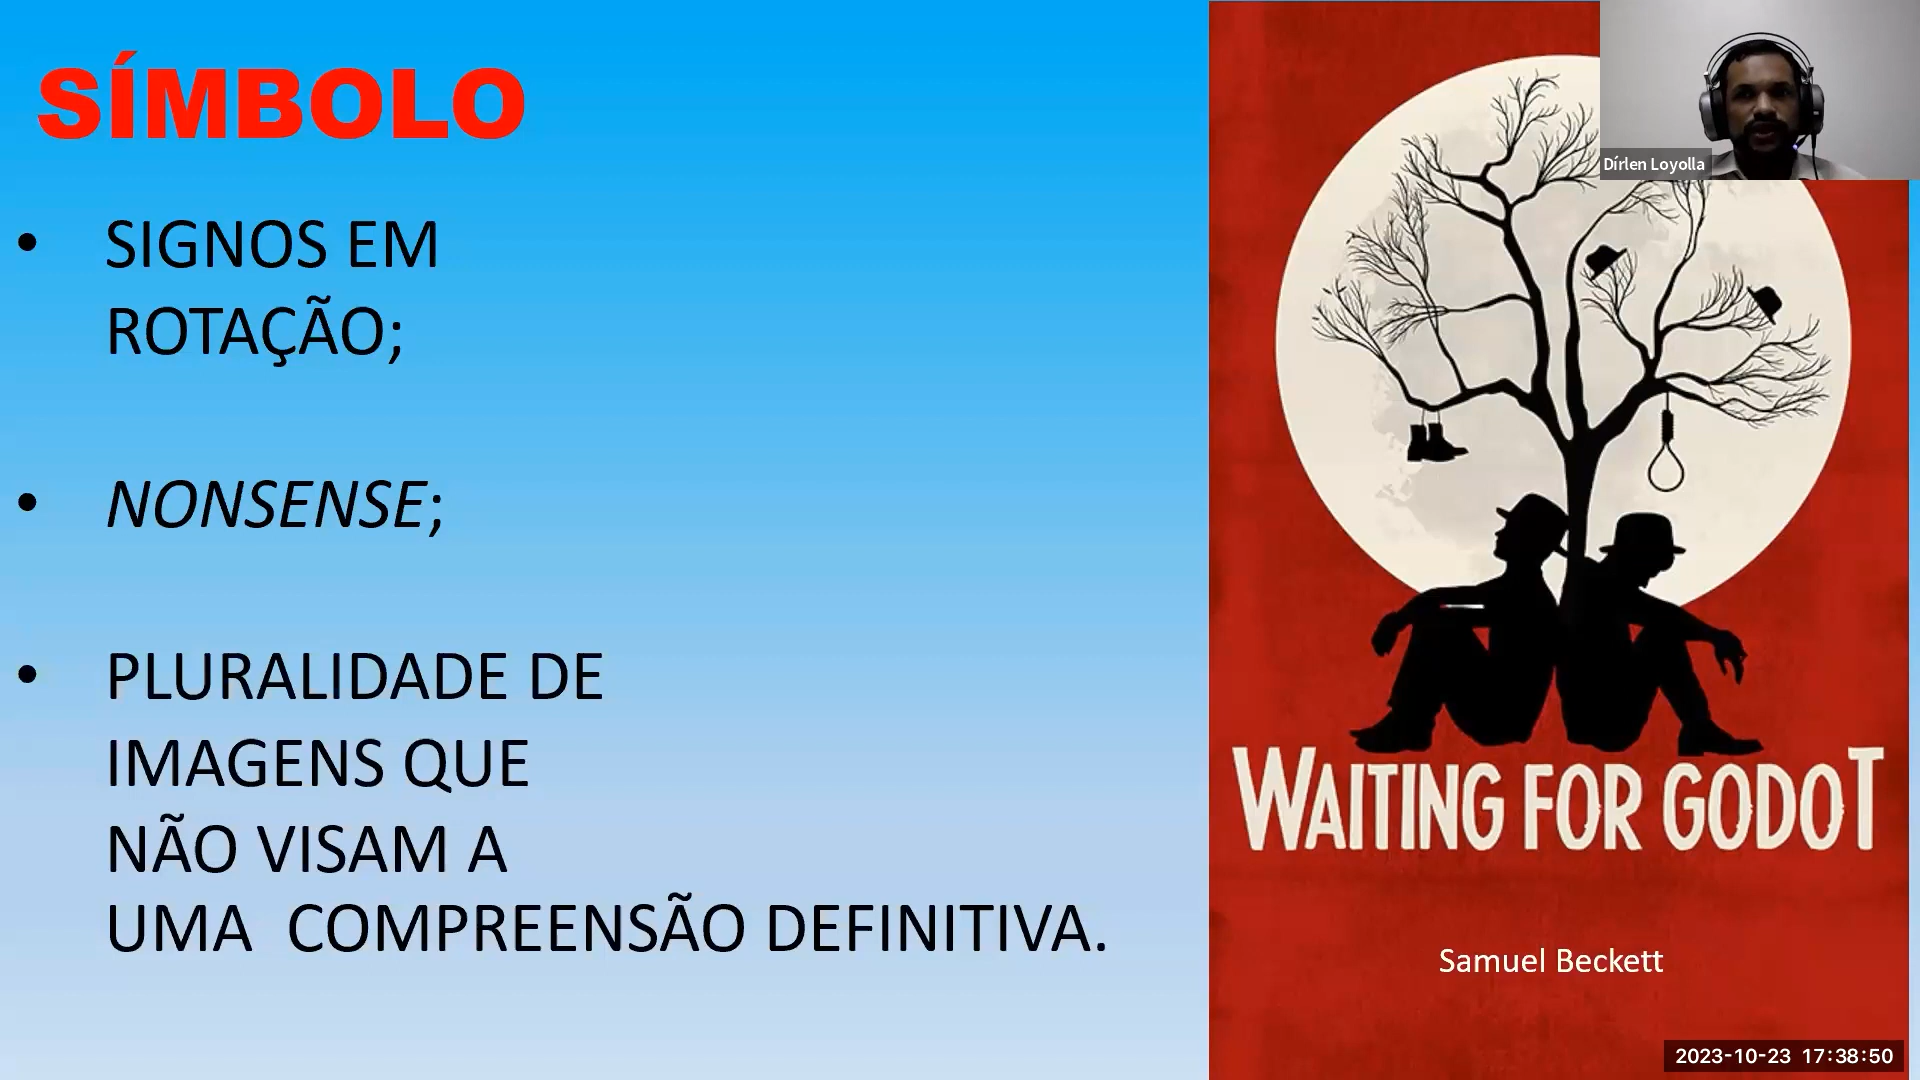 SÍMBOLO
• SIGNOS EM
ROTAÇÃO;
• NONSENSE;
• PLURALIDADE DE
IMAGENS QUE
NÃO VISAM A
UMA  COMPREENSÃO DEFINITIVA.
Dírlen Loyolla
WAITING FOR GODOT
Samuel Beckett
2023-10-23 17:38:50